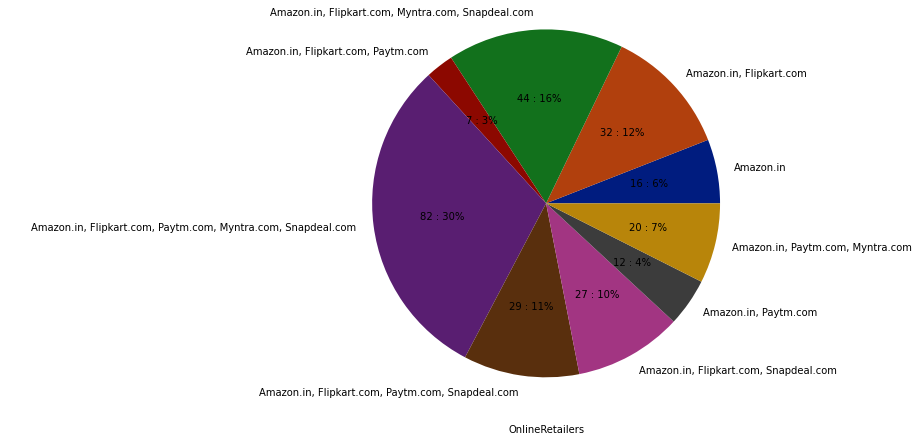 Amazon.in, Flipkart.com, Myntra.com, Snapdeal.com
Amazon.in, Flipkart.com, Paytm.com
Amazon.in, Flipkart.com
44 : 16%
7 : 3%
32 : 12%
Amazon.in
16 : 6%
82 : 30%
20 : 7%
Amazon.in, Flipkart.com, Paytm.com, Myntra.com, Snapdeal.com
Amazon.in, Paytm.com, Myntra.com
12 : 4%
27 : 10%
29 : 11%
Amazon.in, Paytm.com
Amazon.in, Flipkart.com, Snapdeal.com
Amazon.in, Flipkart.com, Paytm.com, Snapdeal.com
OnlineRetailers